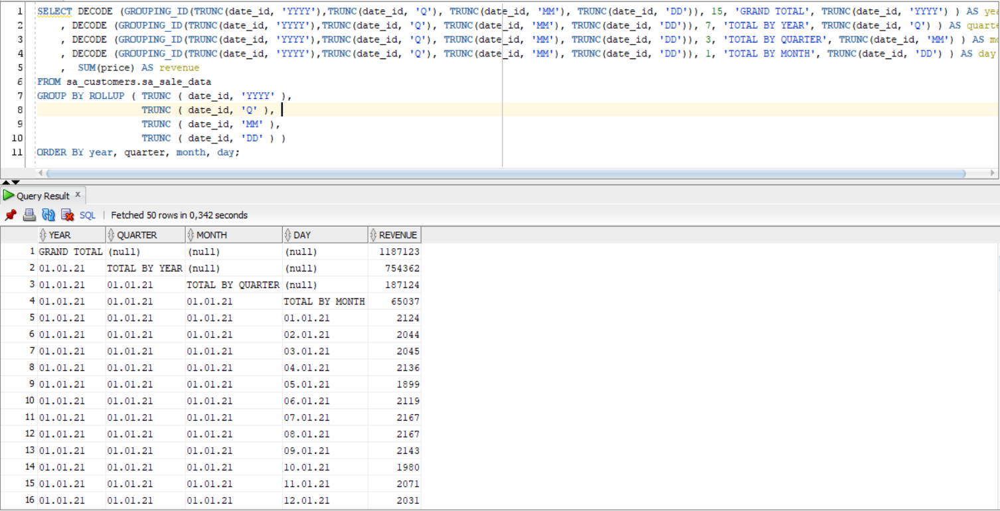 1 SELECT DECODE (GROUPING_ID(TRUNC(date_id, 'YYYY'),TRUNC(date_id, 'Q'), TRUNC(date_id, 'MM'), TRUNC(date_id, 'DD')), 15, 'GRAND TOTAL', TRUNC(date_id, 'YYYY') ) AS yea
2 , DECODE (GROUPING_ID(TRUNC(date_id, 'YYYY'),TRUNC(date_id, 'Q'), TRUNC(date_id, 'MM'), TRUNC(date_id, 'DD')), 7, 'TOTAL BY YEAR', TRUNC(date_id, 'Q') ) AS quarte
3 , DECODE (GROUPING_ID(TRUNC(date_id, 'YYYY'),TRUNC(date_id, 'Q'), TRUNC(date_id, 'MM'), TRUNC(date_id, 'DD')), 3, 'TOTAL BY QUARTER', TRUNC(date_id, 'MM') ) AS mo
4 , DECODE (GROUPING_ID(TRUNC(date_id, 'YYYY'),TRUNC(date_id, 'Q'), TRUNC(date_id, 'MM'), TRUNC(date_id, 'DD')), 1, 'TOTAL BY MONTH', TRUNC(date_id, 'DD') ) AS day
5 , SUM(price) AS revenue
6 FROM sa_customers.sa_sale_data
7 GROUP BY ROLLUP ( TRUNC ( date_id, 'YYYY' ),
8 TRUNC ( date_id, 'Q' ),
9 TRUNC ( date_id, 'MM' ),
10 TRUNC ( date_id, 'DD' ) )
11 ORDER BY year, quarter, month, day;
Query Result x
SQL | Fetched 50 rows in 0,342 seconds
YEAR QUARTER MONTH DAY REVENUE
1 GRAND TOTAL (null) (null) (null) 1187123
2 01.01.21 TOTAL BY YEAR (null) (null) 754362
3 01.01.21 01.01.21 TOTAL BY QUARTER (null) 187124
4 01.01.21 01.01.21 01.01.21 TOTAL BY MONTH 65037
5 01.01.21 01.01.21 01.01.21 01.01.21 2124
6 01.01.21 01.01.21 01.01.21 02.01.21 2044
7 01.01.21 01.01.21 01.01.21 03.01.21 2045
8 01.01.21 01.01.21 01.01.21 04.01.21 2136
9 01.01.21 01.01.21 01.01.21 05.01.21 1899
10 01.01.21 01.01.21 01.01.21 06.01.21 2119
11 01.01.21 01.01.21 01.01.21 07.01.21 2167
12 01.01.21 01.01.21 01.01.21 08.01.21 2167
13 01.01.21 01.01.21 01.01.21 09.01.21 2143
14 01.01.21 01.01.21 01.01.21 10.01.21 1980
15 01.01.21 01.01.21 01.01.21 11.01.21 2071
16 01.01.21 01.01.21 01.01.21 12.01.21 2031